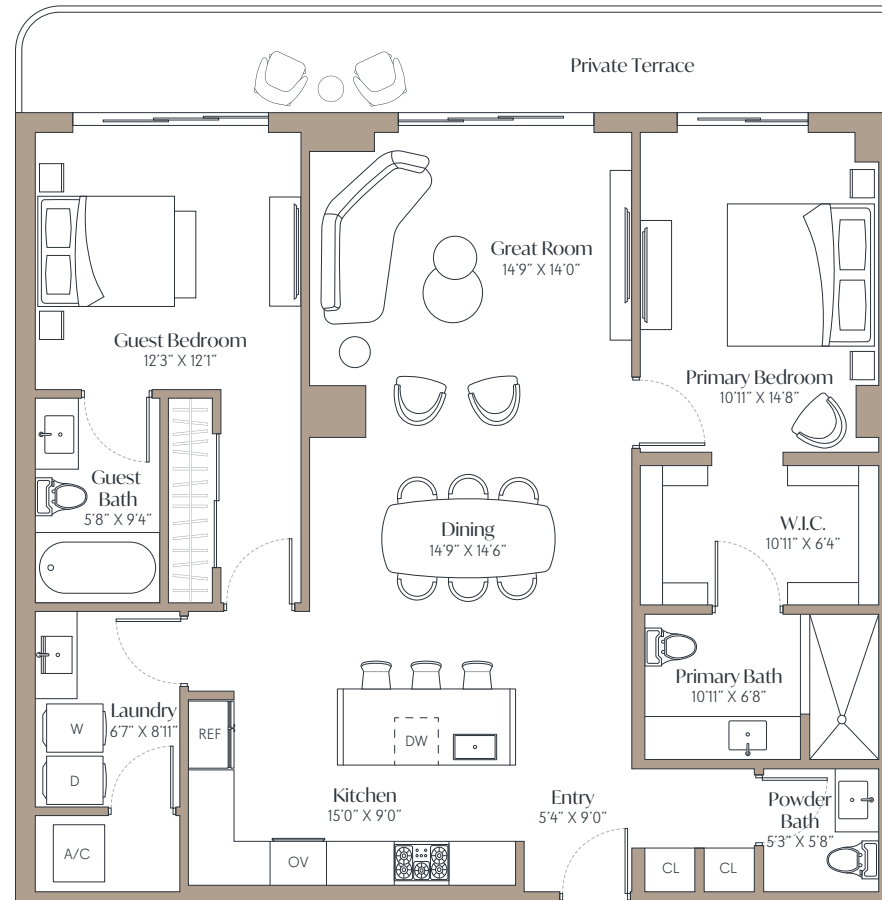 Private Terrace
Great Room
14'9" X 14'0"
Guest Bedroom
12'3" X 12'1"
Primary Bedroom
10'11" X 14'8"
Guest
Bath
5'8" X 9'4"
Dining
14'9" X 14'6"
W.I.C.
10'11" X 6'4"
Primary Bath
10'11" X 6'8"
Laundry
6'7" X 8'11"
W
D
REF
DW
Kitchen
15'0" X 9'0"
Entry
5'4" X 9'0"
Powder
Bath
5'3" X 5'8"
A/C
OV
CL
CL